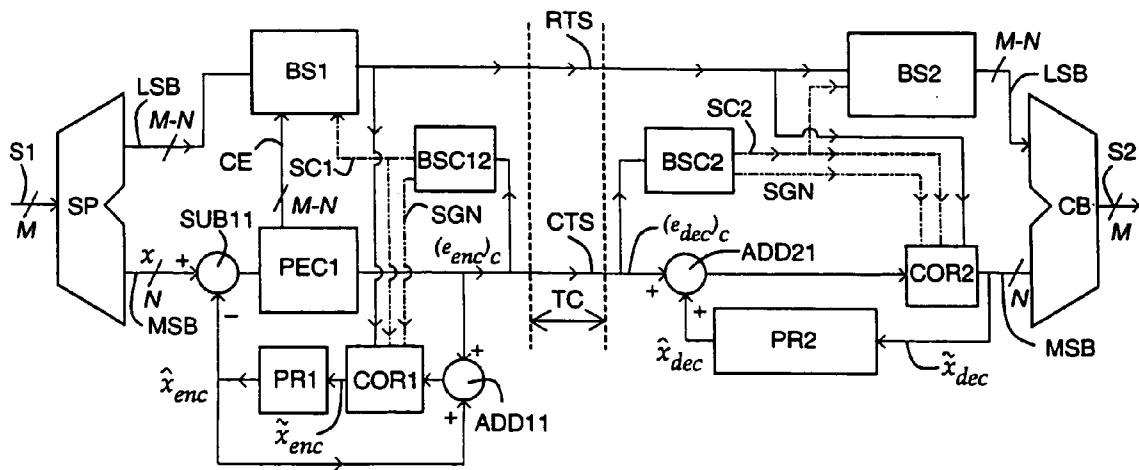 RTS
M-N
LSB
BS1
BS2
LSB
M-N
SC2
S1
CE
SC1
BSC12
BSC2
S2
M
SP
SUB11
M-N
SGN
SGN
CB
M
x
+
N
MSB
PEC1
(e_enc)_c
CTS
(e_dec)_c
ADD21
COR2
N
−
TC
+
+
x̂_enc
PR1
COR1
+
+
ADD11
x̂_dec
PR2
x̃_dec
MSB
x̃_enc